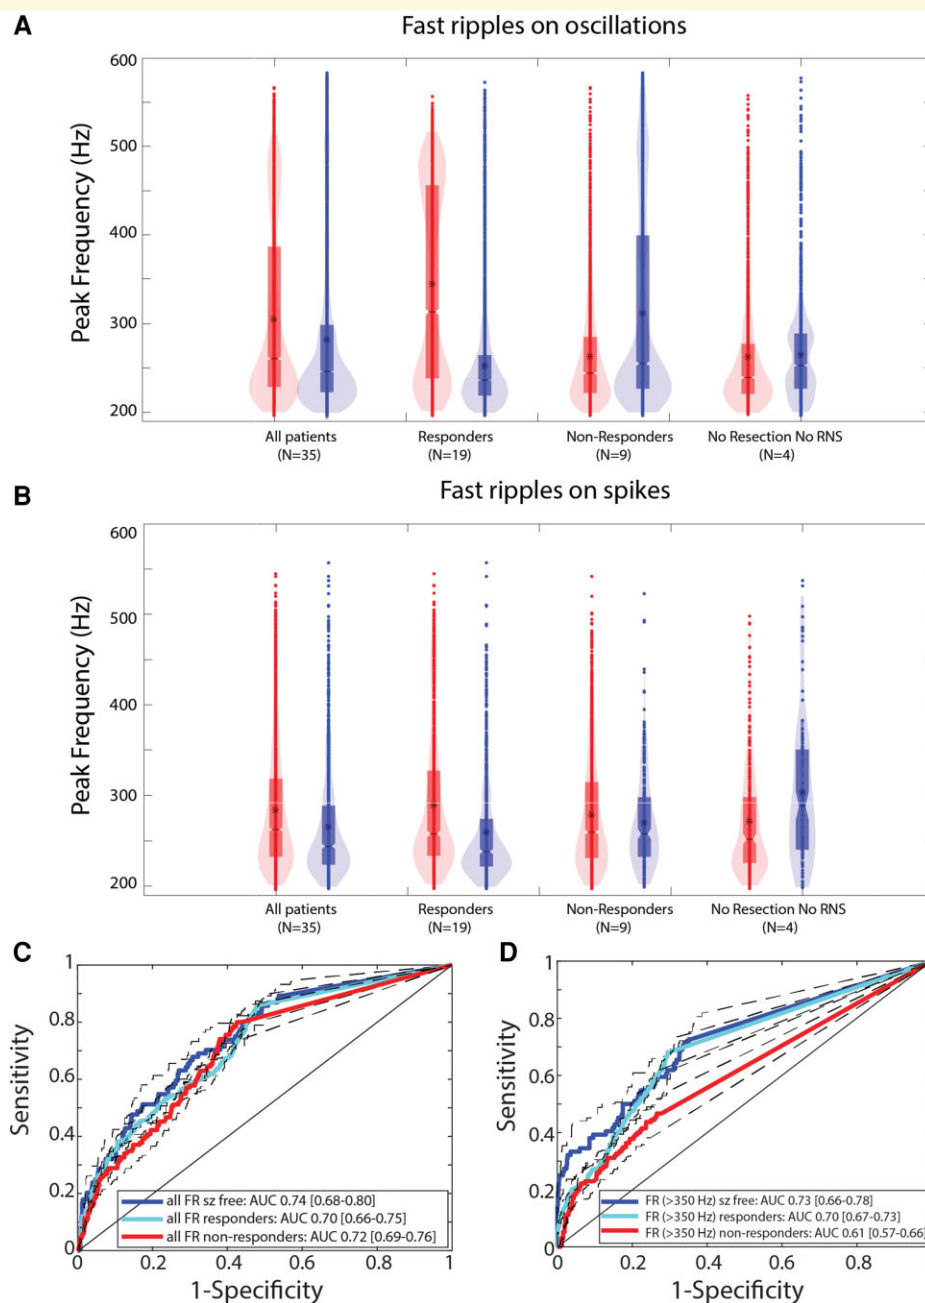 A
Fast ripples on oscillations
Peak Frequency (Hz)
600
500
400
300
200
All patients
(N=35)
Responders
(N=19)
Non-Responders
(N=9)
No Resection No RNS
(N=4)
B
Fast ripples on spikes
Peak Frequency (Hz)
600
500
400
300
200
All patients
(N=35)
Responders
(N=19)
Non-Responders
(N=9)
No Resection No RNS
(N=4)
C
Sensitivity
1
0.8
0.6
0.4
0.2
0
all FR sz free: AUC 0.74 [0.68-0.80]
all FR responders: AUC 0.70 [0.66-0.75]
all FR non-responders: AUC 0.72 [0.69-0.76]
0 0.2 0.4 0.6 0.8 1
1-Specificity
D
Sensitivity
1
0.8
0.6
0.4
0.2
0
FR (>350 Hz) sz free: AUC 0.73 [0.66-0.78]
FR (>350 Hz) responders: AUC 0.70 [0.67-0.73]
FR (>350 Hz) non-responders: AUC 0.61 [0.57-0.66]
0 0.2 0.4 0.6 0.8
1-Specificity